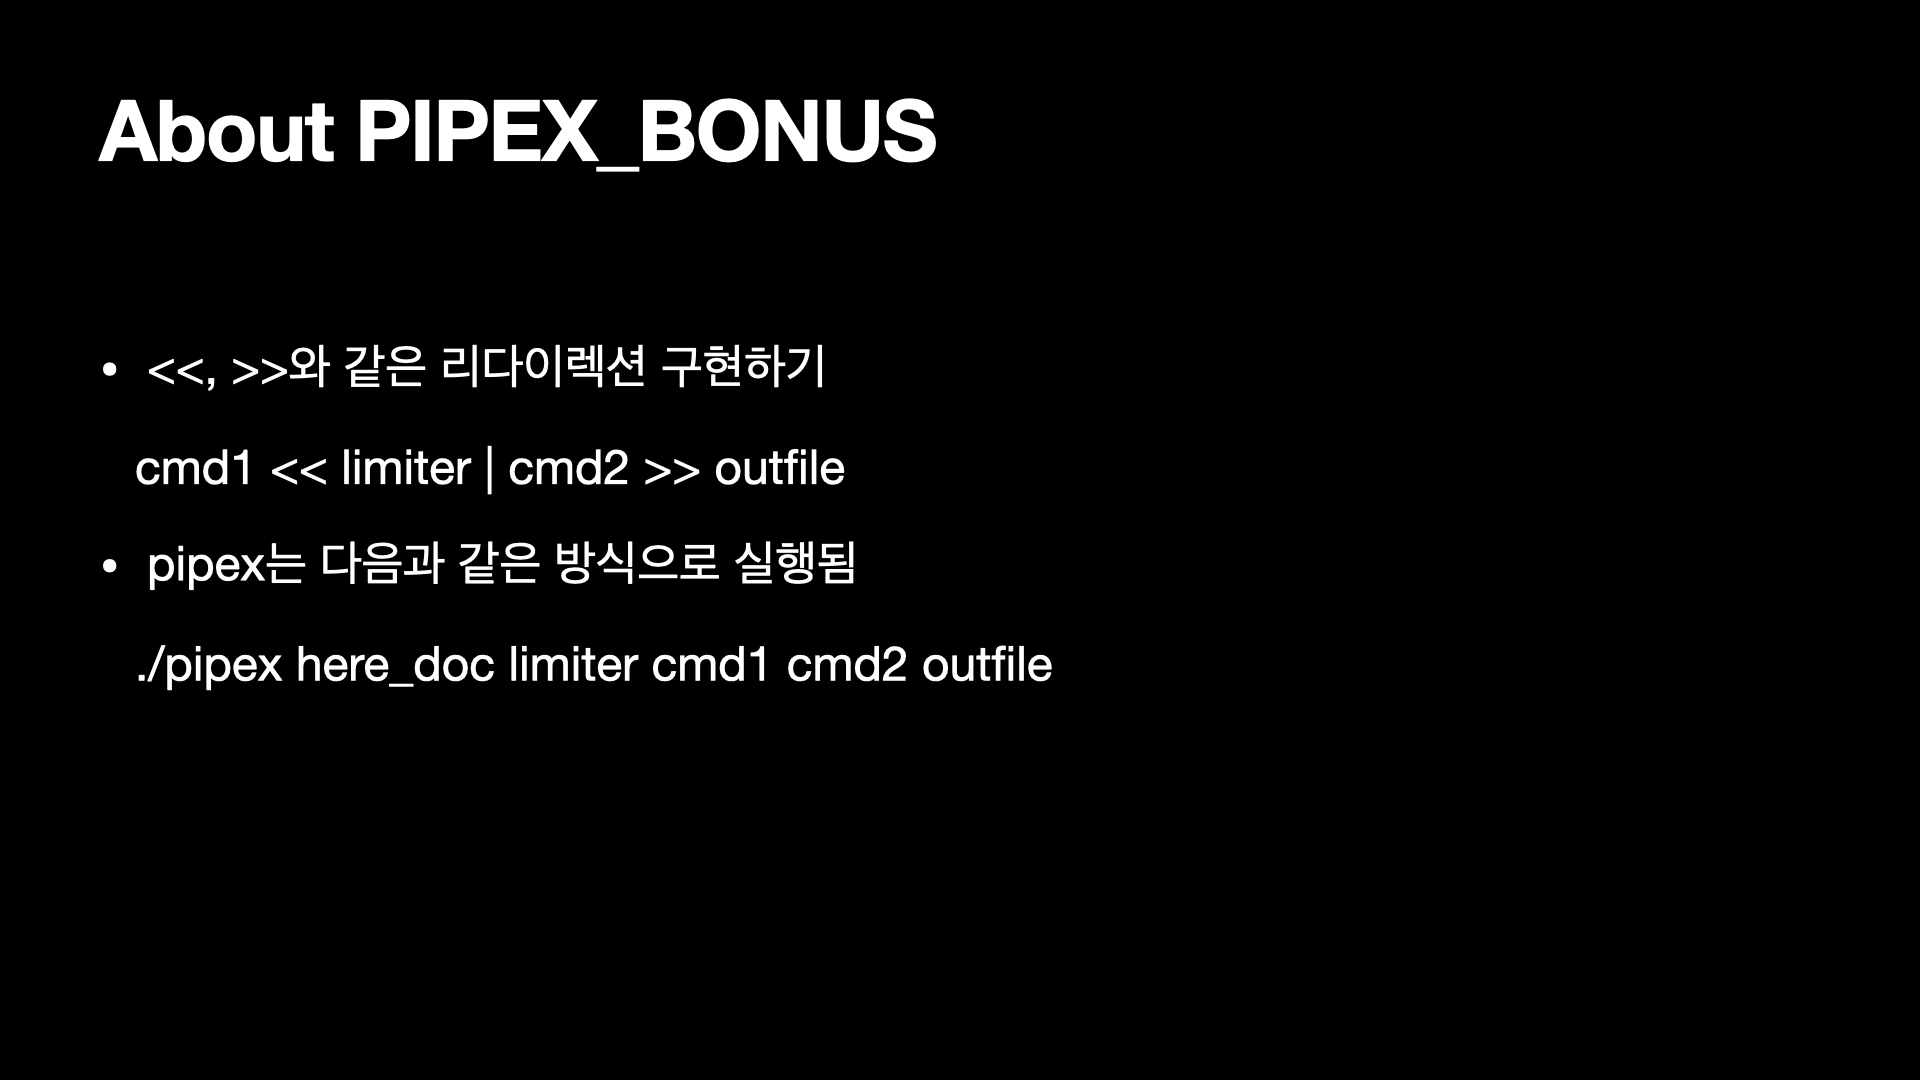 About PIPEX_BONUS
• <<, >>와 같은 리다이렉션 구현하기
cmd1 << limiter | cmd2 >> outfile
• pipex는 다음과 같은 방식으로 실행됨
./pipex here_doc limiter cmd1 cmd2 outfile